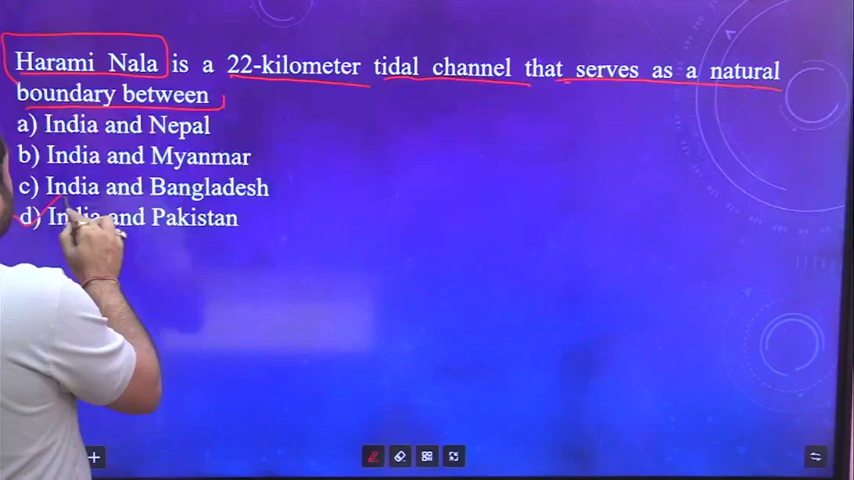 Harami Nala is a 22-kilometer tidal channel that serves as a natural
boundary between
a) India and Nepal
b) India and Myanmar
c) India and Bangladesh
d) India and Pakistan